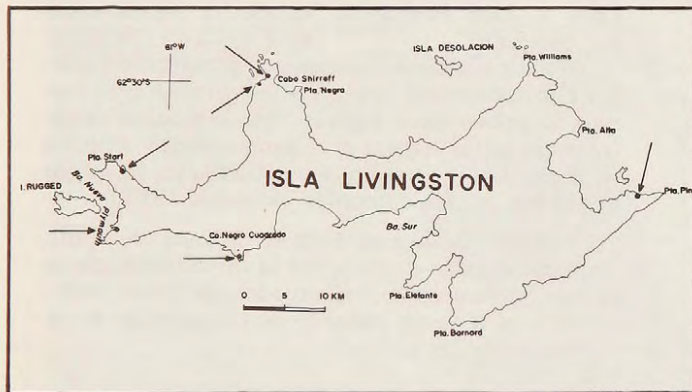 61°W
ISLA DESOLACION
Pta. Williams
62°30'S
Cabo Shirreff
Pta. Negra
Pta. Alta
Pta. Start
I. RUGGED
Ba. Nueva Plymouth
ISLA LIVINGSTON
Pta. Pin
Co. Negro Cuadrado
Ba. Sur
0 5 10 KM
Pta. Elefante
Pta. Barnard